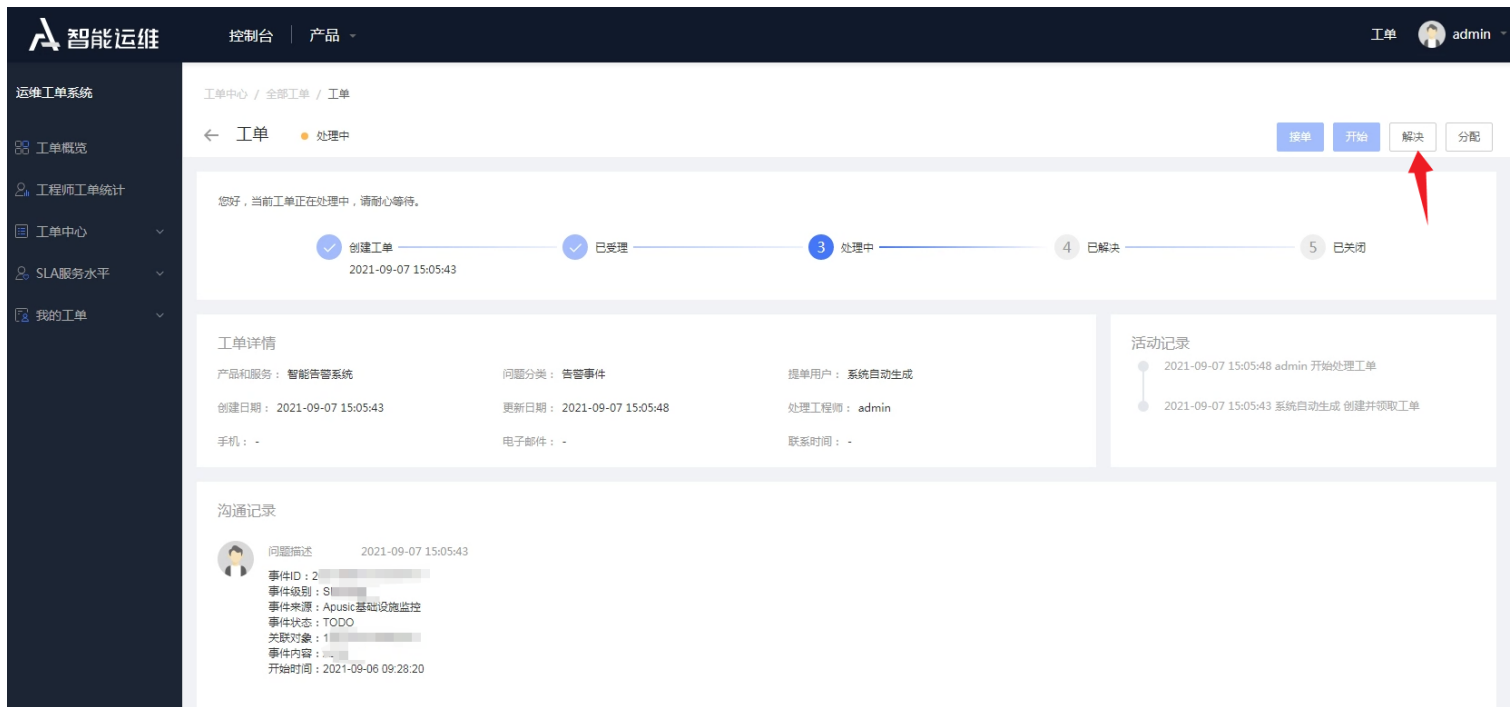 智能运维
控制台 产品
工单 admin
运维工单系统
工单概览
工程师工单统计
工单中心
SLA服务水平
我的工单
工单中心 / 全部工单 / 工单
← 工单 处理中
接单 开始 解决 分配
您好，当前工单正在处理中，请耐心等待。
创建工单 已受理 3 处理中 4 已解决 5 已关闭
2021-09-07 15:05:43
工单详情
产品和服务： 智能告警系统 问题分类： 告警事件 提单用户： 系统自动生成
创建日期： 2021-09-07 15:05:43 更新日期： 2021-09-07 15:05:48 处理工程师： admin
手机： - 电子邮件： - 联系时间： -
活动记录
2021-09-07 15:05:48 admin 开始处理工单
2021-09-07 15:05:43 系统自动生成 创建并领取工单
沟通记录
问题描述 2021-09-07 15:05:43
事件ID：2
事件级别：S
事件来源：Apusic基础设施监控
事件状态：TODO
关联对象：1
事件内容：
开始时间：2021-09-06 09:28:20